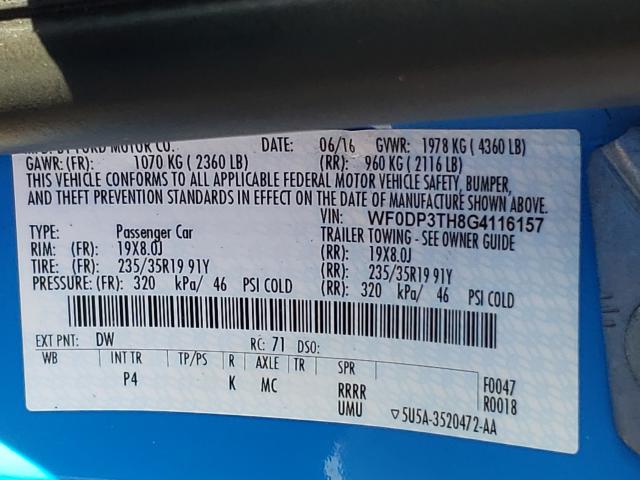 MFD. BY FORD MOTOR CO. DATE: 06/16 GVWR: 1978 KG ( 4360 LB)
GAWR: (FR): 1070 KG ( 2360 LB) (RR): 960 KG ( 2116 LB)
THIS VEHICLE CONFORMS TO ALL APPLICABLE FEDERAL MOTOR VEHICLE SAFETY, BUMPER,
AND THEFT PREVENTION STANDARDS IN EFFECT ON THE DATE OF MANUFACTURE SHOWN ABOVE.
VIN: WF0DP3TH8G4116157
TYPE: Passenger Car TRAILER TOWING - SEE OWNER GUIDE
RIM: (FR): 19X8.0J (RR): 19X8.0J
TIRE: (FR): 235/35R19 91Y (RR): 235/35R19 91Y
PRESSURE: (FR): 320 kPa/ 46 PSI COLD (RR): 320 kPa/ 46 PSI COLD
EXT PNT: DW RC: 71 DSO:
WB INT TR TP/PS R AXLE TR SPR
P4 K MC RRRR F0047
UMU R0018
▽5U5A-3520472-AA